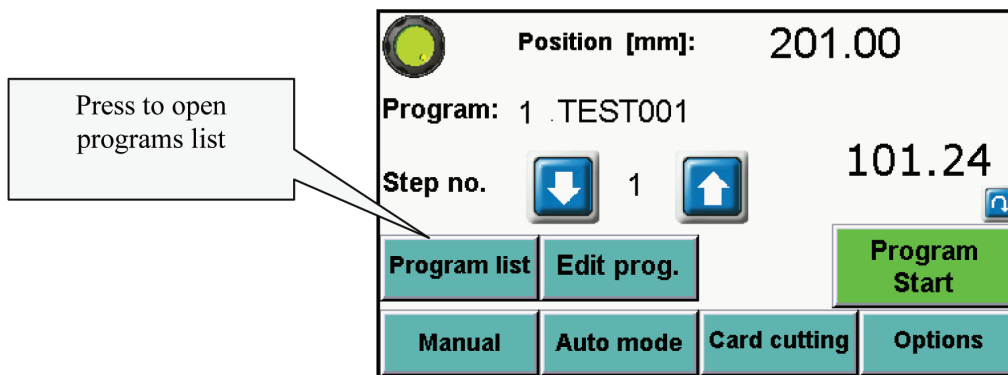 Position [mm]: 201.00
Press to open
programs list
Program: 1 .TEST001
Step no. 1 101.24
Program list Edit prog. Program
Start
Manual Auto mode Card cutting Options